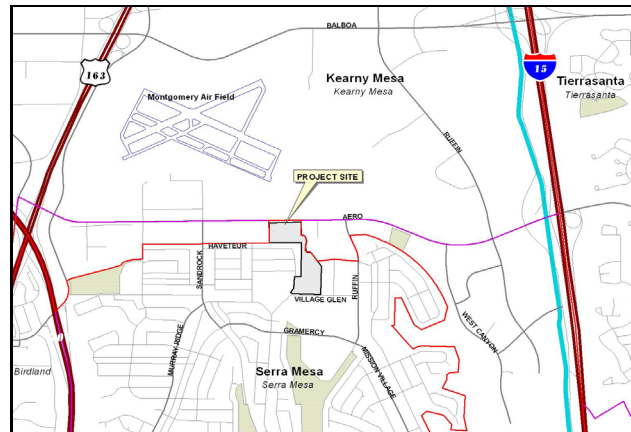 BALBOA
163
Kearny Mesa
Kearny Mesa
15
Tierrasanta
Tierrasanta
Montgomery Air Field
RUFFIN
PROJECT SITE
AERO
HAVETEUR
SANDROCK
RUFFIN
VILLAGE GLEN
GRAMERCY
WEST CANYON
MURRAY RIDGE
MISSION VILLAGE
Birdland
Serra Mesa
Serra Mesa